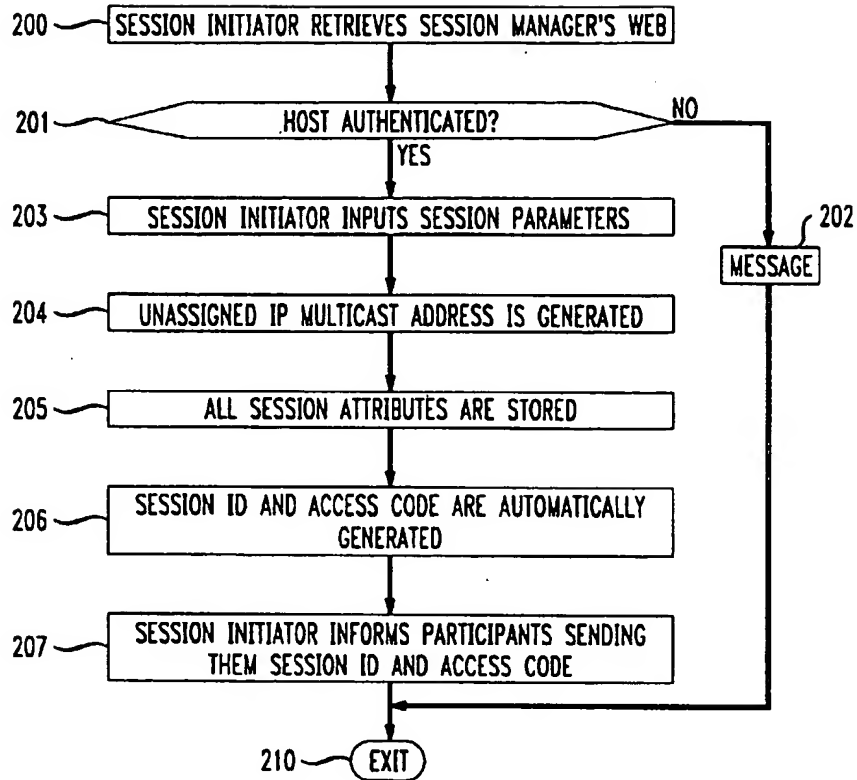 200 SESSION INITIATOR RETRIEVES SESSION MANAGER'S WEB
201 HOST AUTHENTICATED? NO
YES
203 SESSION INITIATOR INPUTS SESSION PARAMETERS
202
MESSAGE
204 UNASSIGNED IP MULTICAST ADDRESS IS GENERATED
205 ALL SESSION ATTRIBUTES ARE STORED
206 SESSION ID AND ACCESS CODE ARE AUTOMATICALLY
GENERATED
207 SESSION INITIATOR INFORMS PARTICIPANTS SENDING
THEM SESSION ID AND ACCESS CODE
210 EXIT